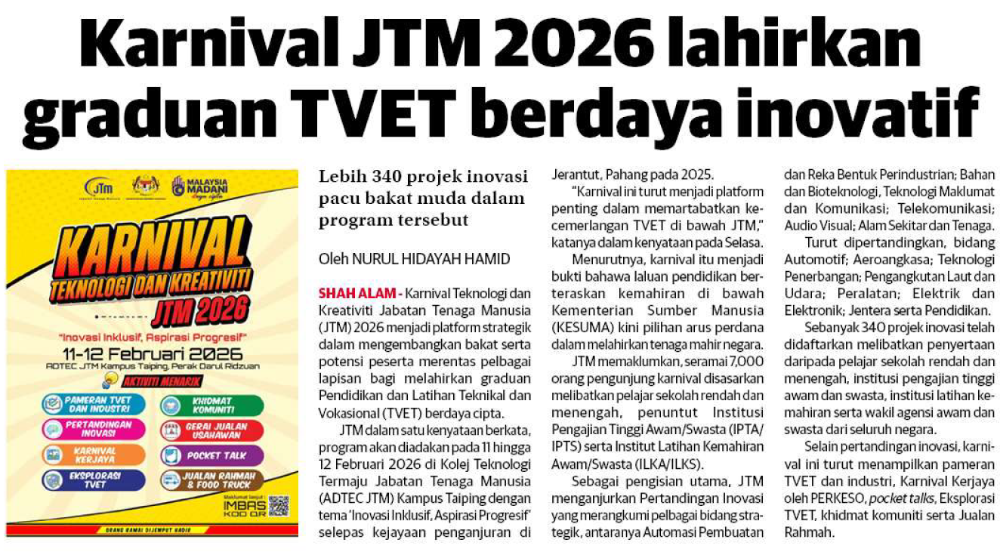 Karnival JTM 2026 lahirkan
graduan TVET berdaya inovatif
JTM
MALAYSIA
MADANI
KARNIVAL
TEKNOLOGI DAN KREATIVITI
JTM 2026
"Inovasi Inklusif, Aspirasi Progresif"
11-12 Februari 2026
ADTEC JTM Kampus Taiping, Perak Darul Ridzuan
AKTIVITI MENARIK
PAMERAN TVET
DAN INDUSTRI
PERTANDINGAN
INOVASI
KARNIVAL
KERJAYA
EKSPLORASI
TVET
KHIDMAT
KOMUNITI
GERAI JUALAN
USAHAWAN
POCKET TALK
JUALAN RAHMAH
& FOOD TRUCK
Maklumat lanjut :
IMBAS
KOD QR
ORANG RAMAI DIJEMPUT HADIR
Lebih 340 projek inovasi
pacu bakat muda dalam
program tersebut
Oleh NURUL HIDAYAH HAMID
SHAH ALAM - Karnival Teknologi dan
Kreativiti Jabatan Tenaga Manusia
(JTM) 2026 menjadi platform strategik
dalam mengembangkan bakat serta
potensi peserta merentas pelbagai
lapisan bagi melahirkan graduan
Pendidikan dan Latihan Teknikal dan
Vokasional (TVET) berdaya cipta.
JTM dalam satu kenyataan berkata,
program akan diadakan pada 11 hingga
12 Februari 2026 di Kolej Teknologi
Termaju Jabatan Tenaga Manusia
(ADTEC JTM) Kampus Taiping dengan
tema 'Inovasi Inklusif, Aspirasi Progresif'
selepas kejayaan penganjuran di
Jerantut, Pahang pada 2025.
"Karnival ini turut menjadi platform
penting dalam memartabatkan ke-
cemerlangan TVET di bawah JTM,"
katanya dalam kenyataan pada Selasa.
Menurutnya, karnival itu menjadi
bukti bahawa laluan pendidikan ber-
teraskan kemahiran di bawah
Kementerian Sumber Manusia
(KESUMA) kini pilihan arus perdana
dalam melahirkan tenaga mahir negara.
JTM memaklumkan, seramai 7,000
orang pengunjung karnival disasarkan
melibatkan pelajar sekolah rendah dan
menengah, penuntut Institusi
Pengajian Tinggi Awam/Swasta (IPTA/
IPTS) serta Institut Latihan Kemahiran
Awam/Swasta (ILKA/ILKS).
Sebagai pengisian utama, JTM
menganjurkan Pertandingan Inovasi
yang merangkumi pelbagai bidang stra-
tegik, antaranya Automasi Pembuatan
dan Reka Bentuk Perindustrian; Bahan
dan Bioteknologi, Teknologi Maklumat
dan Komunikasi; Telekomunikasi;
Audio Visual; Alam Sekitar dan Tenaga.
Turut dipertandingkan, bidang
Automotif; Aeroangkasa; Teknologi
Penerbangan; Pengangkutan Laut dan
Udara; Peralatan; Elektrik dan
Elektronik; Jentera serta Pendidikan.
Sebanyak 340 projek inovasi telah
didaftarkan melibatkan penyertaan
daripada pelajar sekolah rendah dan
menengah, institusi pengajian tinggi
awam dan swasta, institusi latihan ke-
mahiran serta wakil agensi awam dan
swasta dari seluruh negara.
Selain pertandingan inovasi, karni-
val ini turut menampilkan pameran
TVET dan industri, Karnival Kerjaya
oleh PERKESO, pocket talks, Eksplorasi
TVET, khidmat komuniti serta Jualan
Rahmah.